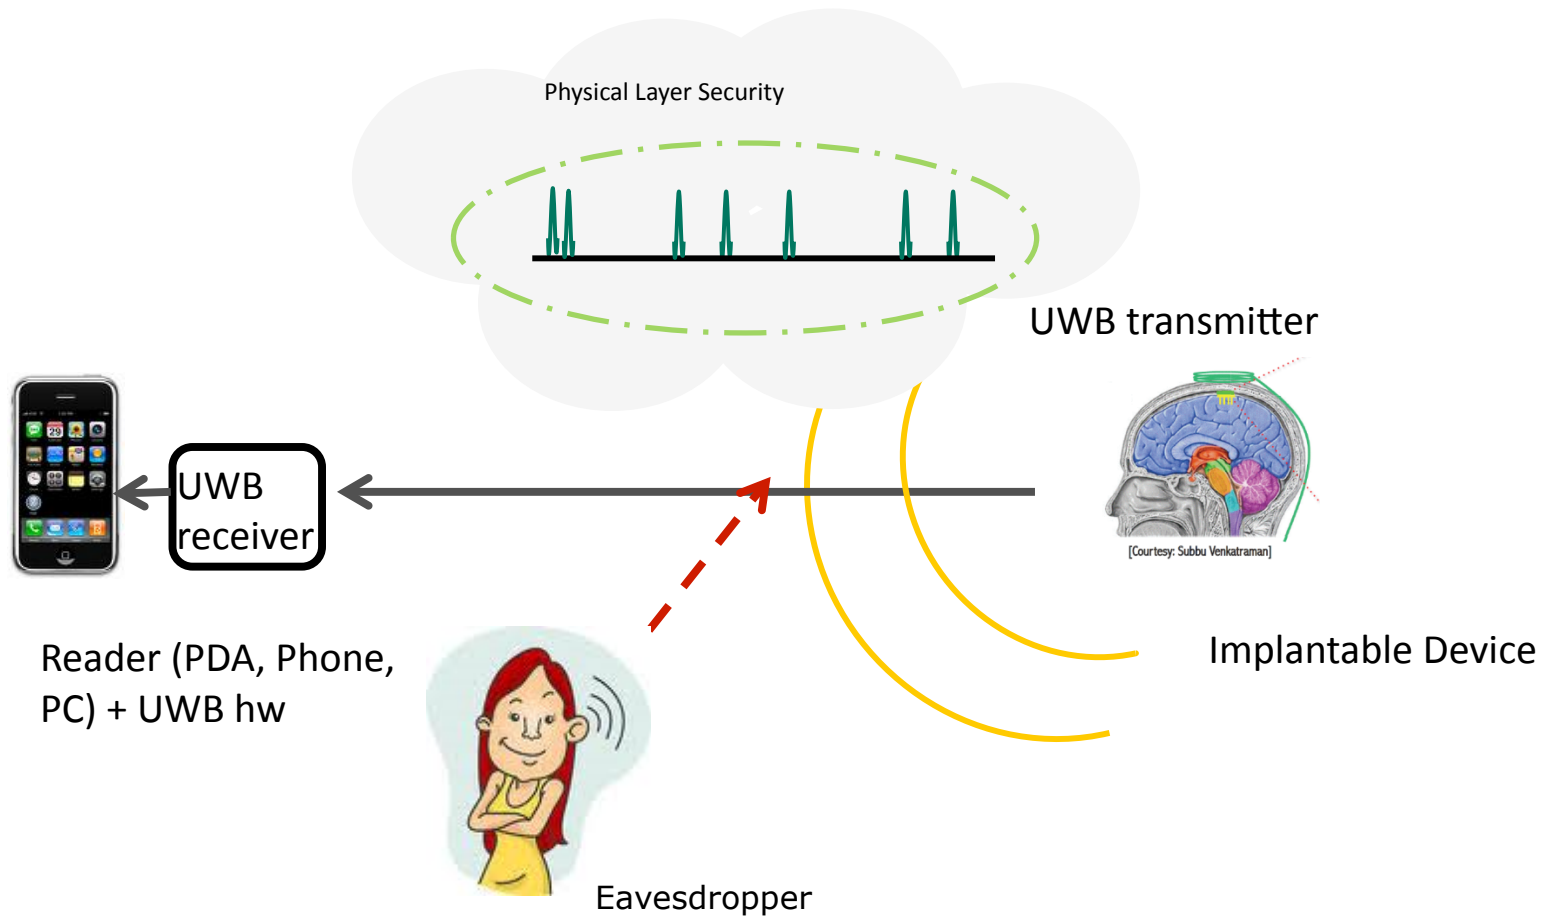 Physical Layer Security
UWB transmitter
UWB
receiver
[Courtesy: Subbu Venkatraman]
Reader (PDA, Phone,
PC) + UWB hw
Implantable Device
Eavesdropper